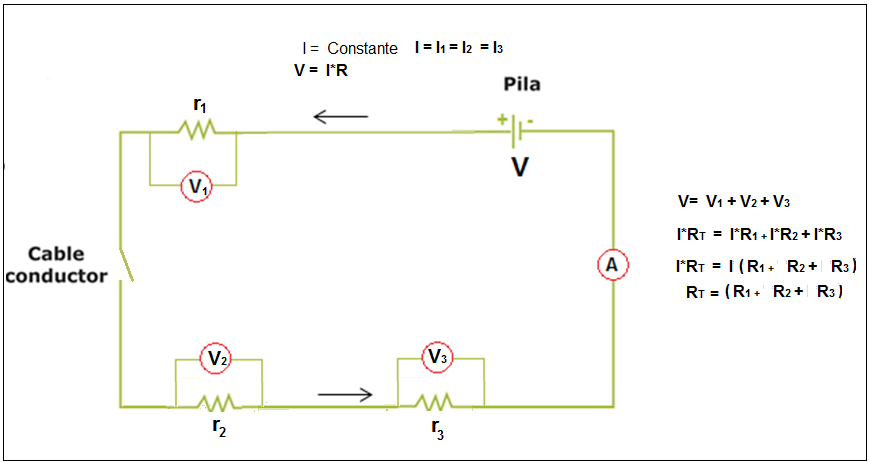 I = Constante I = I1 = I2 = I3
V = I*R
Pila
r1
+ -
V
V1
V= V1 + V2 + V3
I*RT = I*R1 + I*R2 + I*R3
I*RT = I ( R1 + R2 + R3 )
RT = ( R1 + R2 + R3 )
Cable
conductor
A
V2
V3
r2
r3